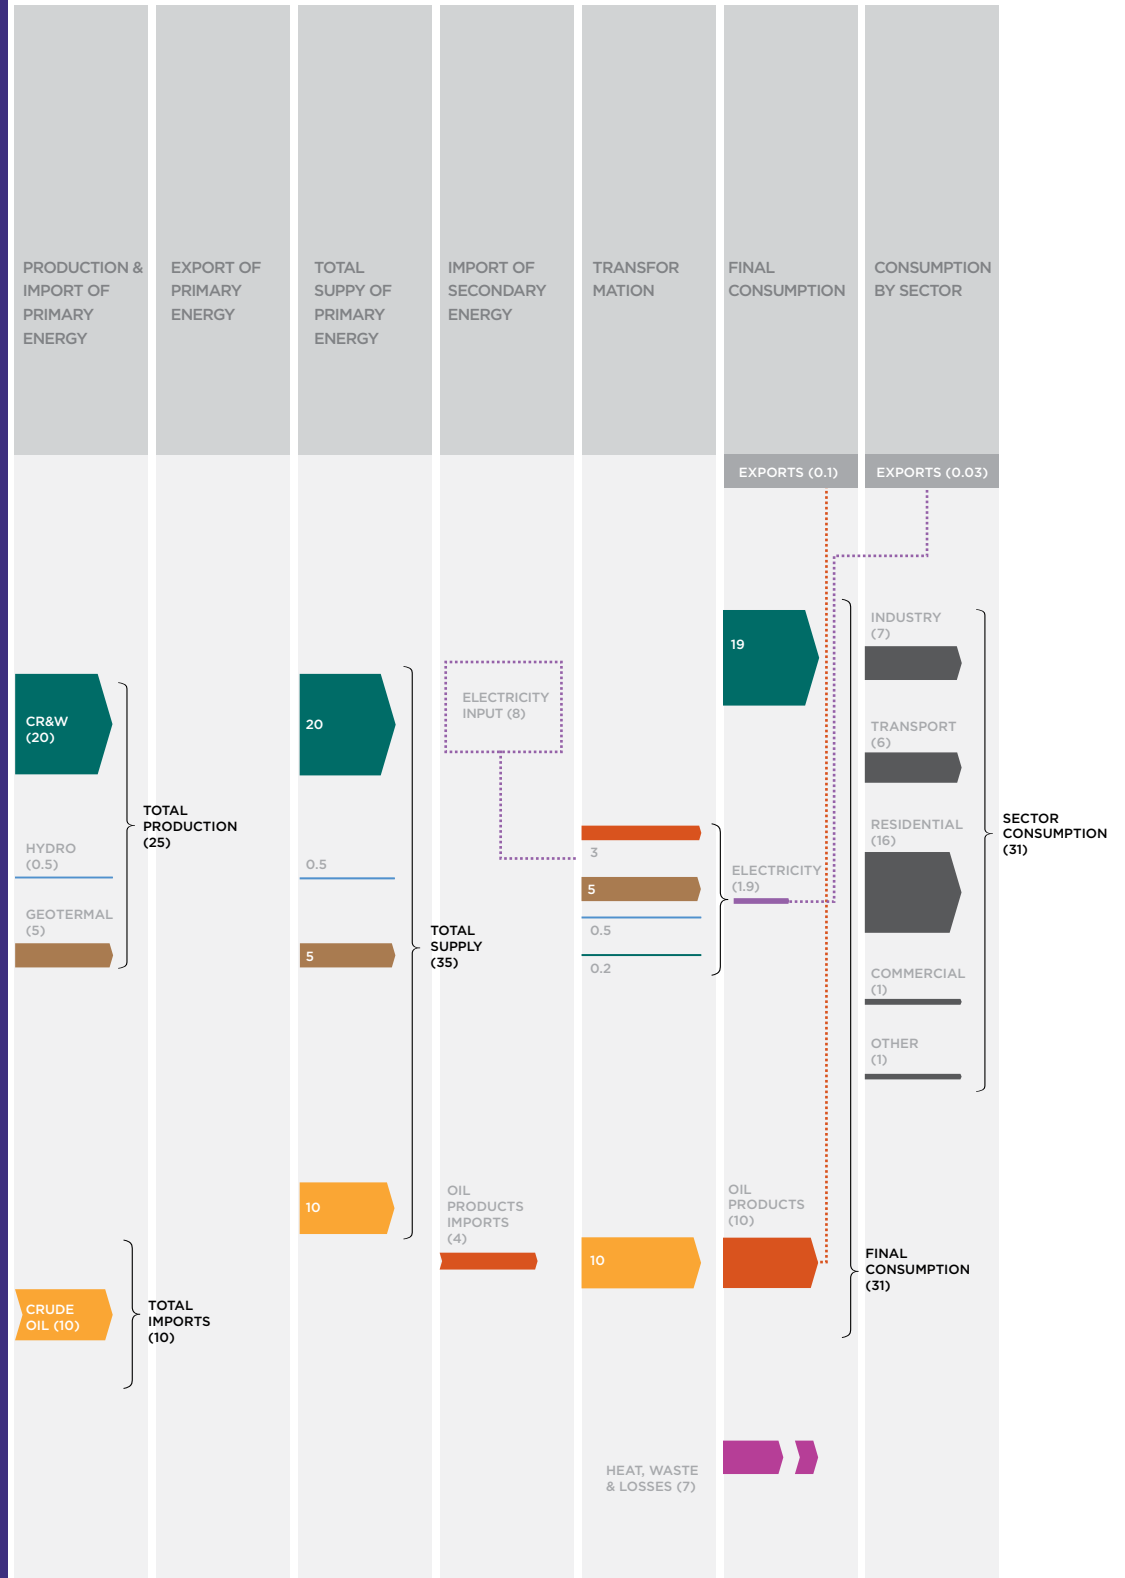 PRODUCTION &
IMPORT OF
PRIMARY
ENERGY
EXPORT OF
PRIMARY
ENERGY
TOTAL
SUPPY OF
PRIMARY
ENERGY
IMPORT OF
SECONDARY
ENERGY
TRANSFOR
MATION
FINAL
CONSUMPTION
CONSUMPTION
BY SECTOR
EXPORTS (0.1)
EXPORTS (0.03)
CR&W
(20)
HYDRO
(0.5)
GEOTERMAL
(5)
TOTAL
PRODUCTION
(25)
CRUDE
OIL (10)
TOTAL
IMPORTS
(10)
20
0.5
5
10
TOTAL
SUPPLY
(35)
ELECTRICITY
INPUT (8)
OIL
PRODUCTS
IMPORTS
(4)
3
5
0.5
0.2
10
HEAT, WASTE
& LOSSES (7)
19
ELECTRICITY
(1.9)
OIL
PRODUCTS
(10)
FINAL
CONSUMPTION
(31)
INDUSTRY
(7)
TRANSPORT
(6)
RESIDENTIAL
(16)
COMMERCIAL
(1)
OTHER
(1)
SECTOR
CONSUMPTION
(31)